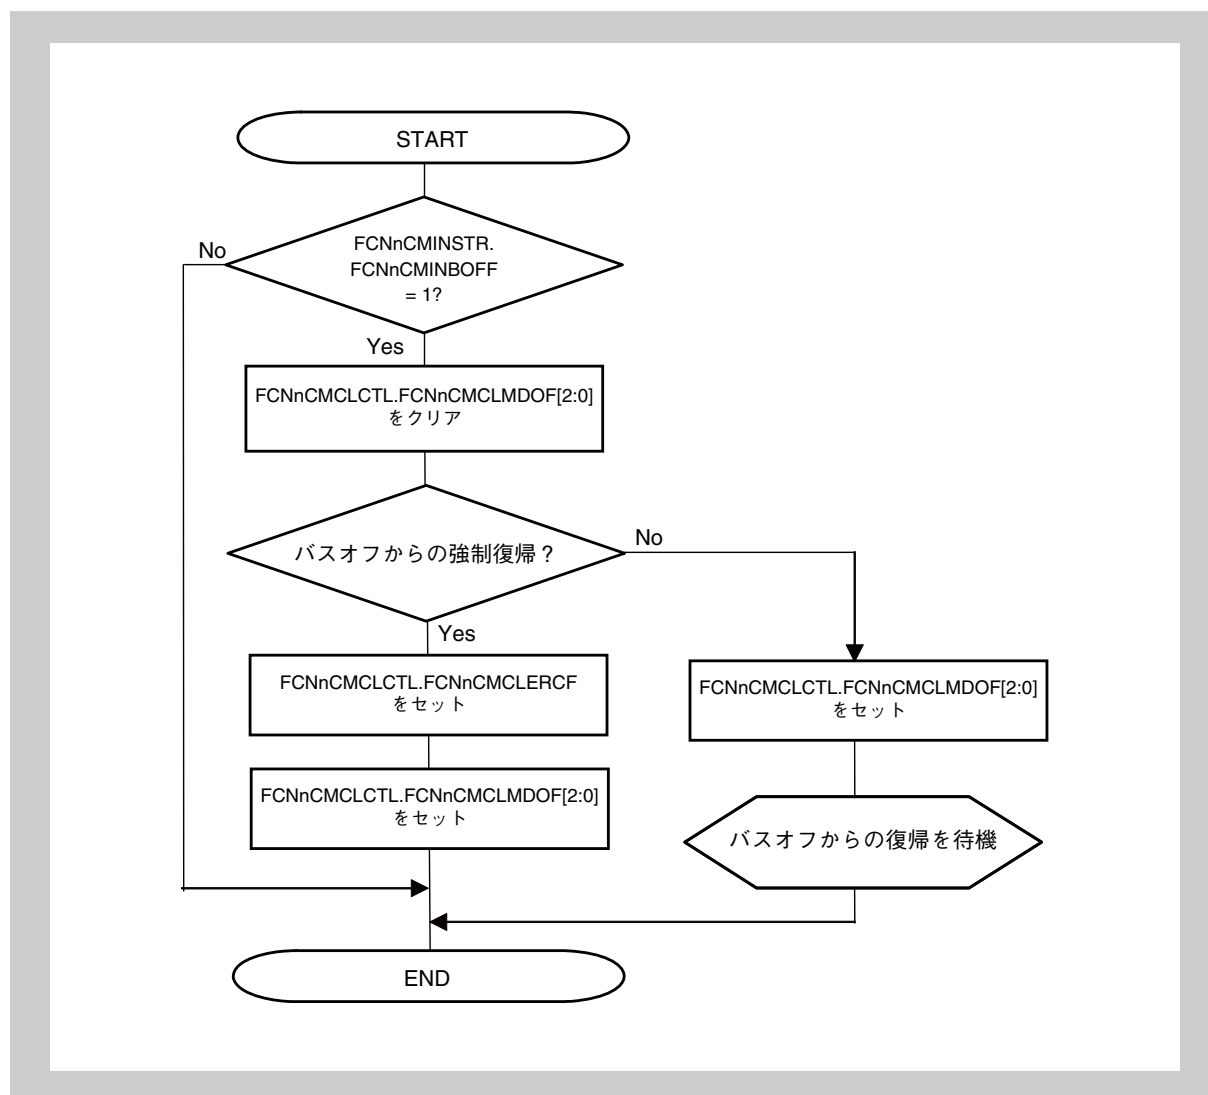 START
No
FCNnCMINSTR.
FCNnCMINBOFF
= 1?
Yes
FCNnCMCLCTL.FCNnCMCLMDOF[2:0]
をクリア
バスオフからの強制復帰？
No
Yes
FCNnCMCLCTL.FCNnCMCLERCF
をセット
FCNnCMCLCTL.FCNnCMCLMDOF[2:0]
をセット
FCNnCMCLCTL.FCNnCMCLMDOF[2:0]
をセット
バスオフからの復帰を待機
END